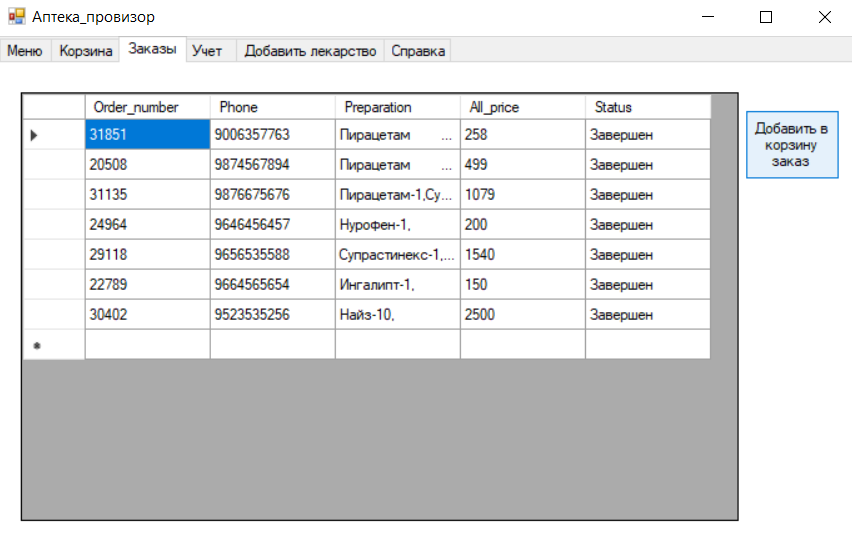 Аптека_провизор
Меню Корзина Заказы Учет Добавить лекарство Справка
Order_number Phone Preparation All_price Status
31851 9006357763 Пирацетам ... 258 Завершен
20508 9874567894 Пирацетам ... 499 Завершен
31135 9876675676 Пирацетам-1,Су... 1079 Завершен
24964 9646456457 Нурофен-1, 200 Завершен
29118 9656535588 Супрастинекс-1,... 1540 Завершен
22789 9664565654 Ингалипт-1, 150 Завершен
30402 9523535256 Найз-10, 2500 Завершен
Добавить в
корзину
заказ